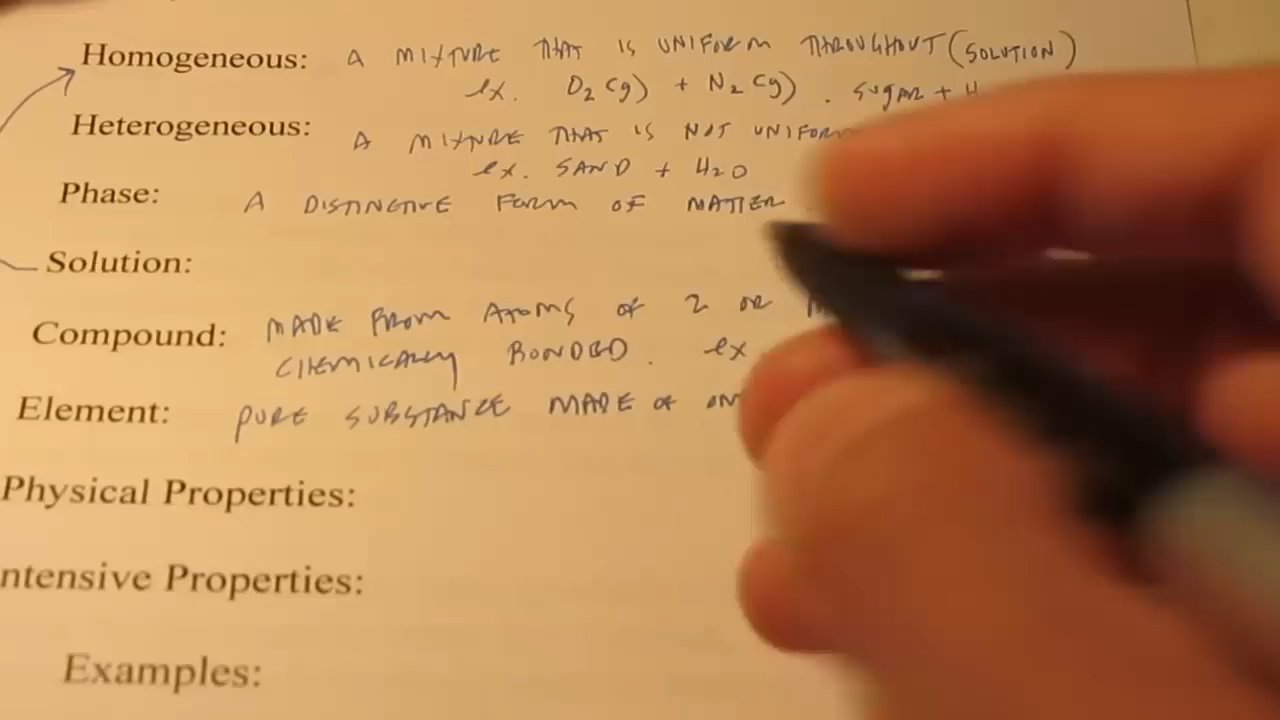 Homogeneous: A MIXTURE THAT IS UNIFORM THROUGHOUT (SOLUTION)
ex. O2 (g) + N2 (g) . SUGAR +
Heterogeneous: A MIXTURE THAT IS NOT UNIFORM
ex. SAND + H2O
Phase: A DISTINCTIVE FORM OF MATTER
Solution:
Compound: MADE FROM ATOMS OF 2 OR
CHEMICALLY BONDED. ex
Element: PURE SUBSTANCE MADE OF
Physical Properties:
ntensive Properties:
Examples: